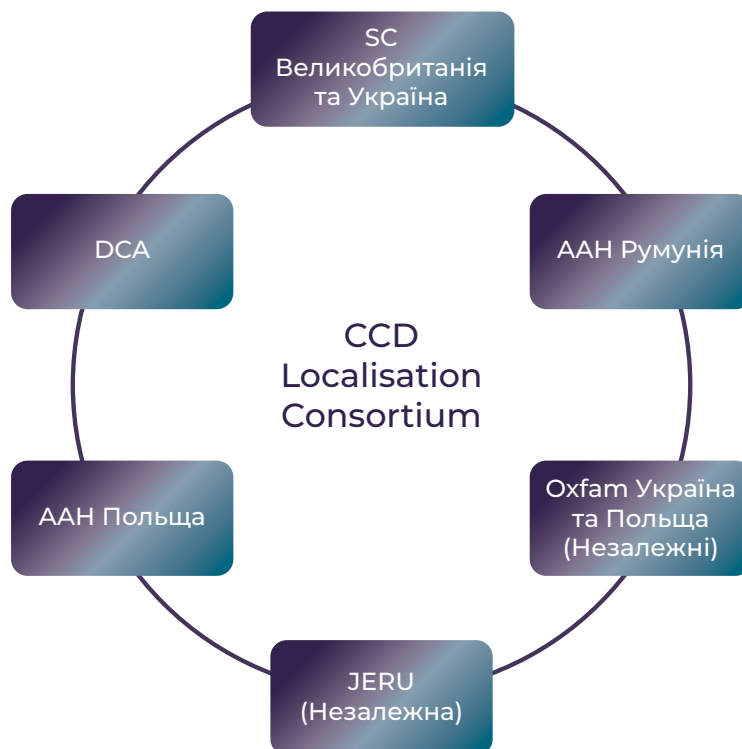 SC
Великобританія
та Україна
DCA
ААН Румунія
CCD
Localisation
Consortium
ААН Польща
Oxfam Україна
та Польща
(Незалежні)
JERU
(Незалежна)